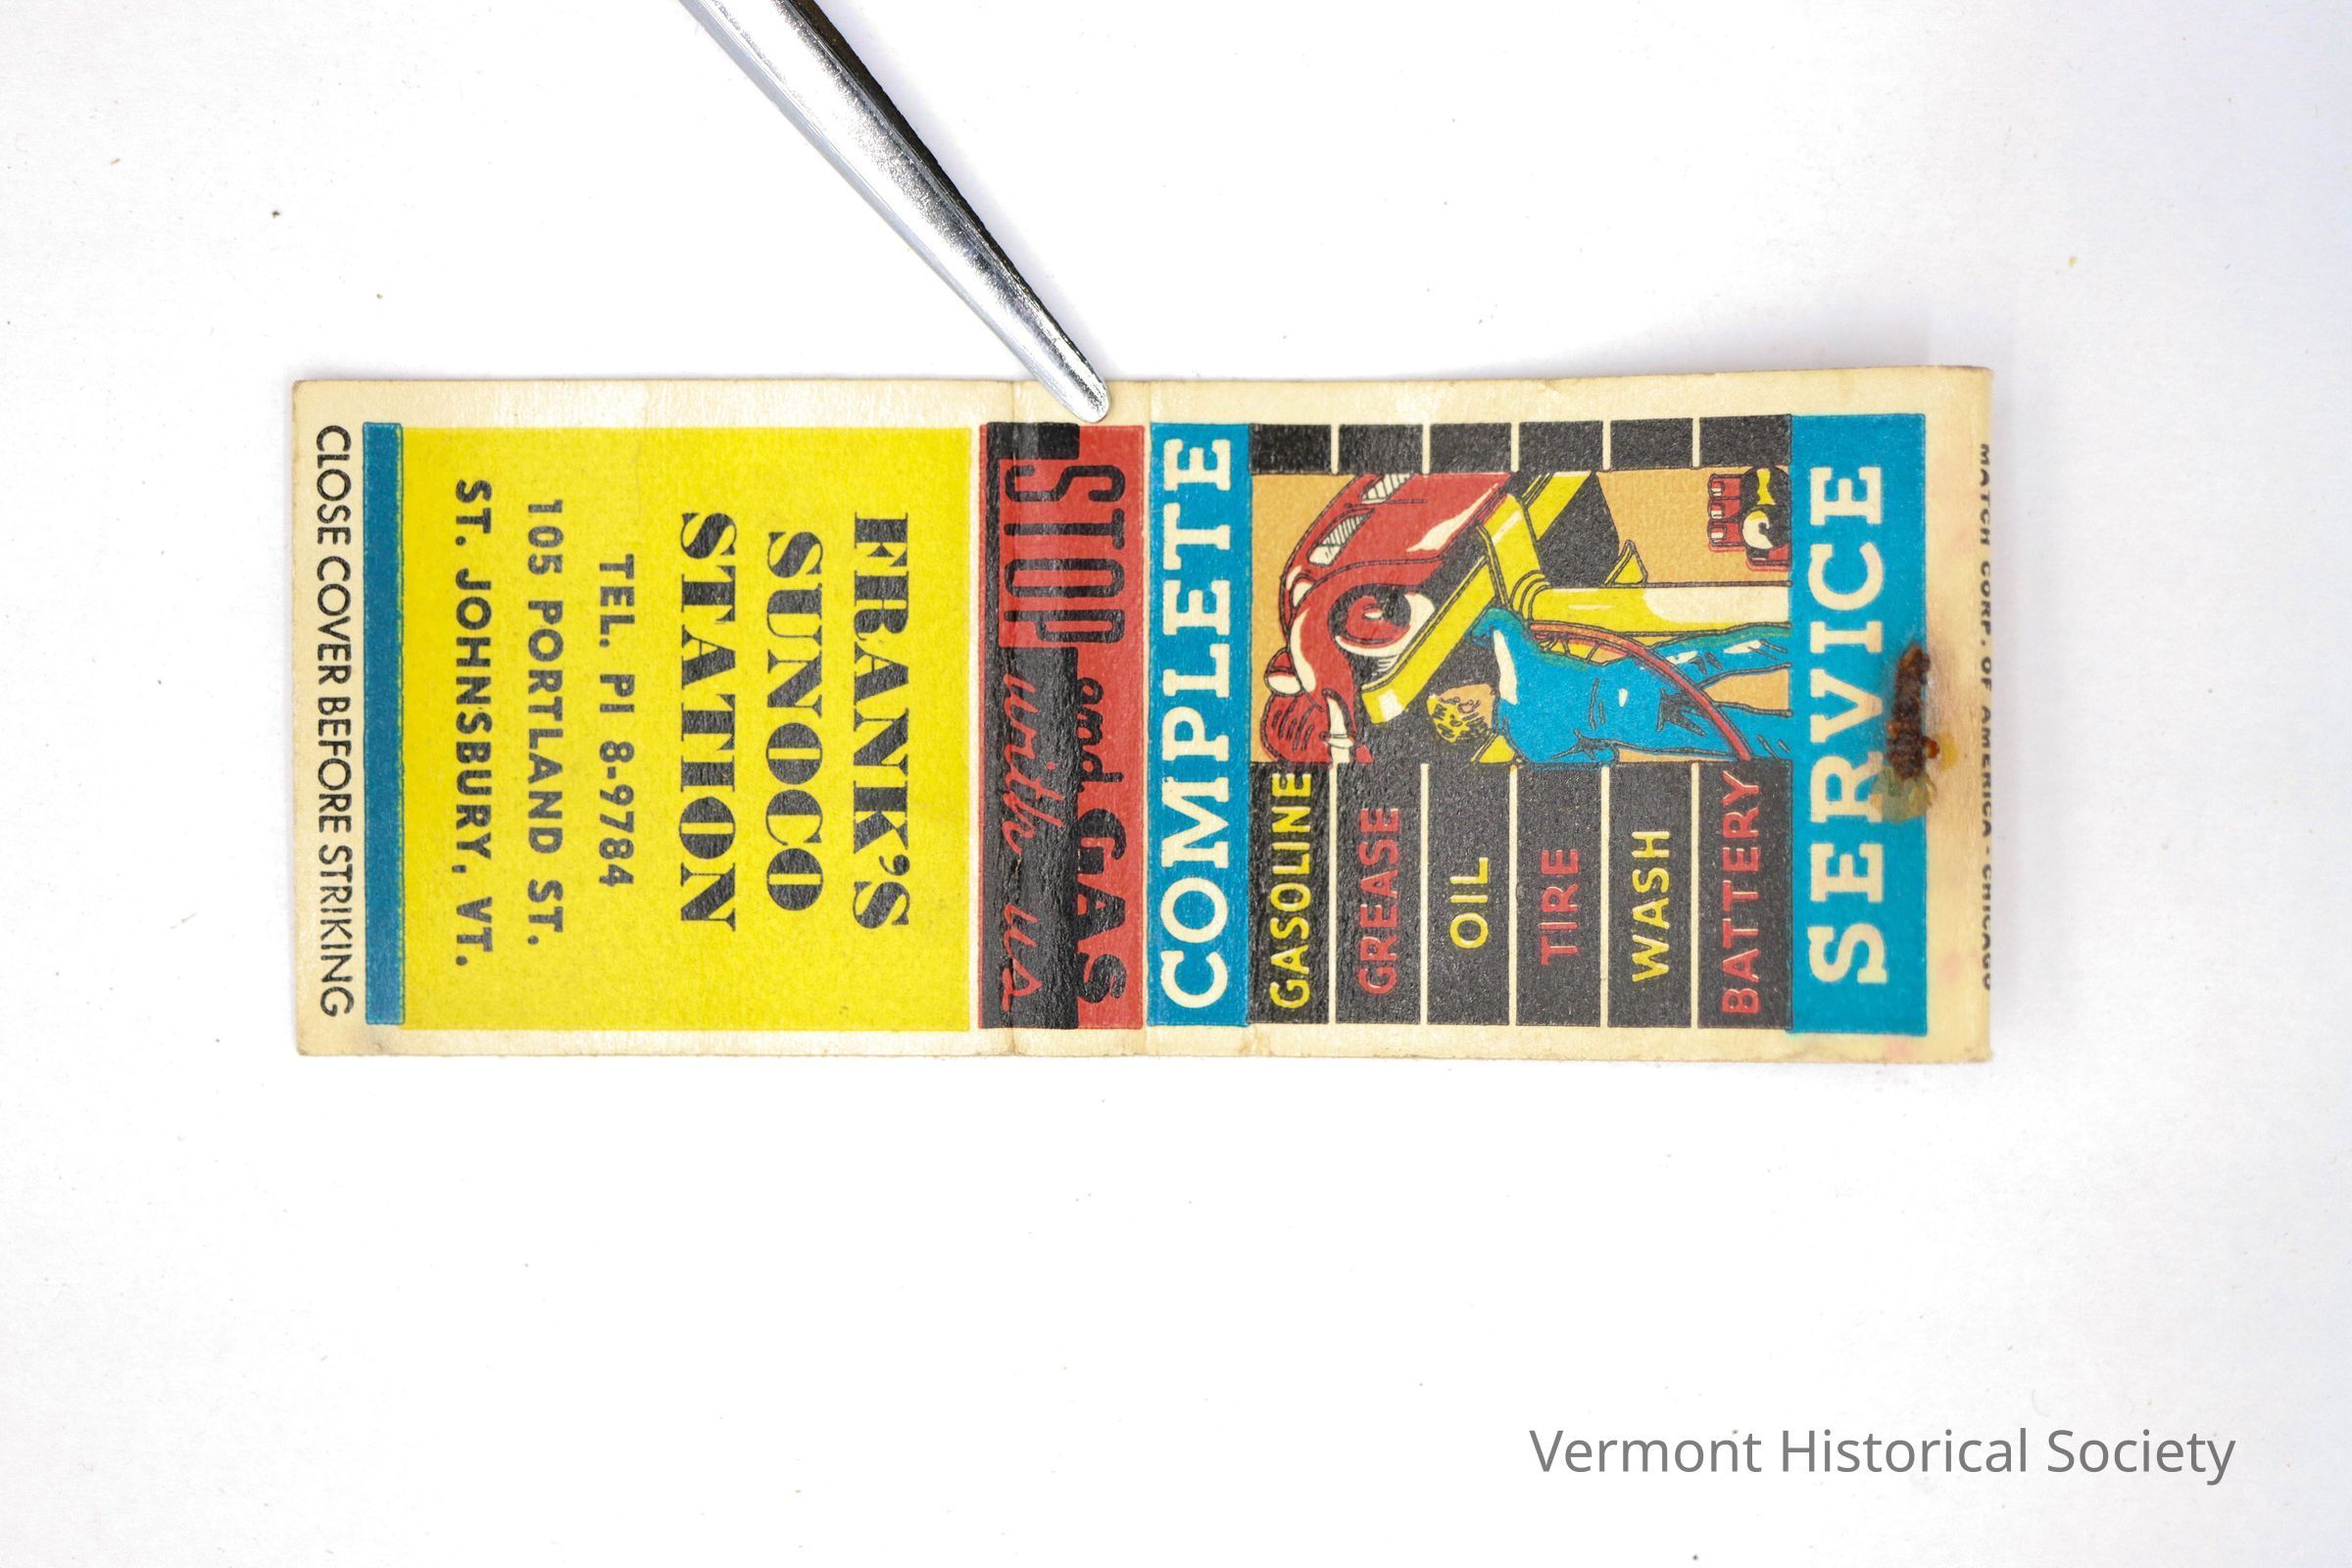 CLOSE COVER BEFORE STRIKING
FRANK'S
SUNOCO
STATION
TEL. PI 8-9784
105 PORTLAND ST.
ST. JOHNSBURY, VT.
STOP and GAS
with us
COMPLETE
GASOLINE
GREASE
OIL
TIRE
WASH
BATTERY
SERVICE
MATCH CORP. OF AMERICA - CHICAGO
Vermont Historical Society